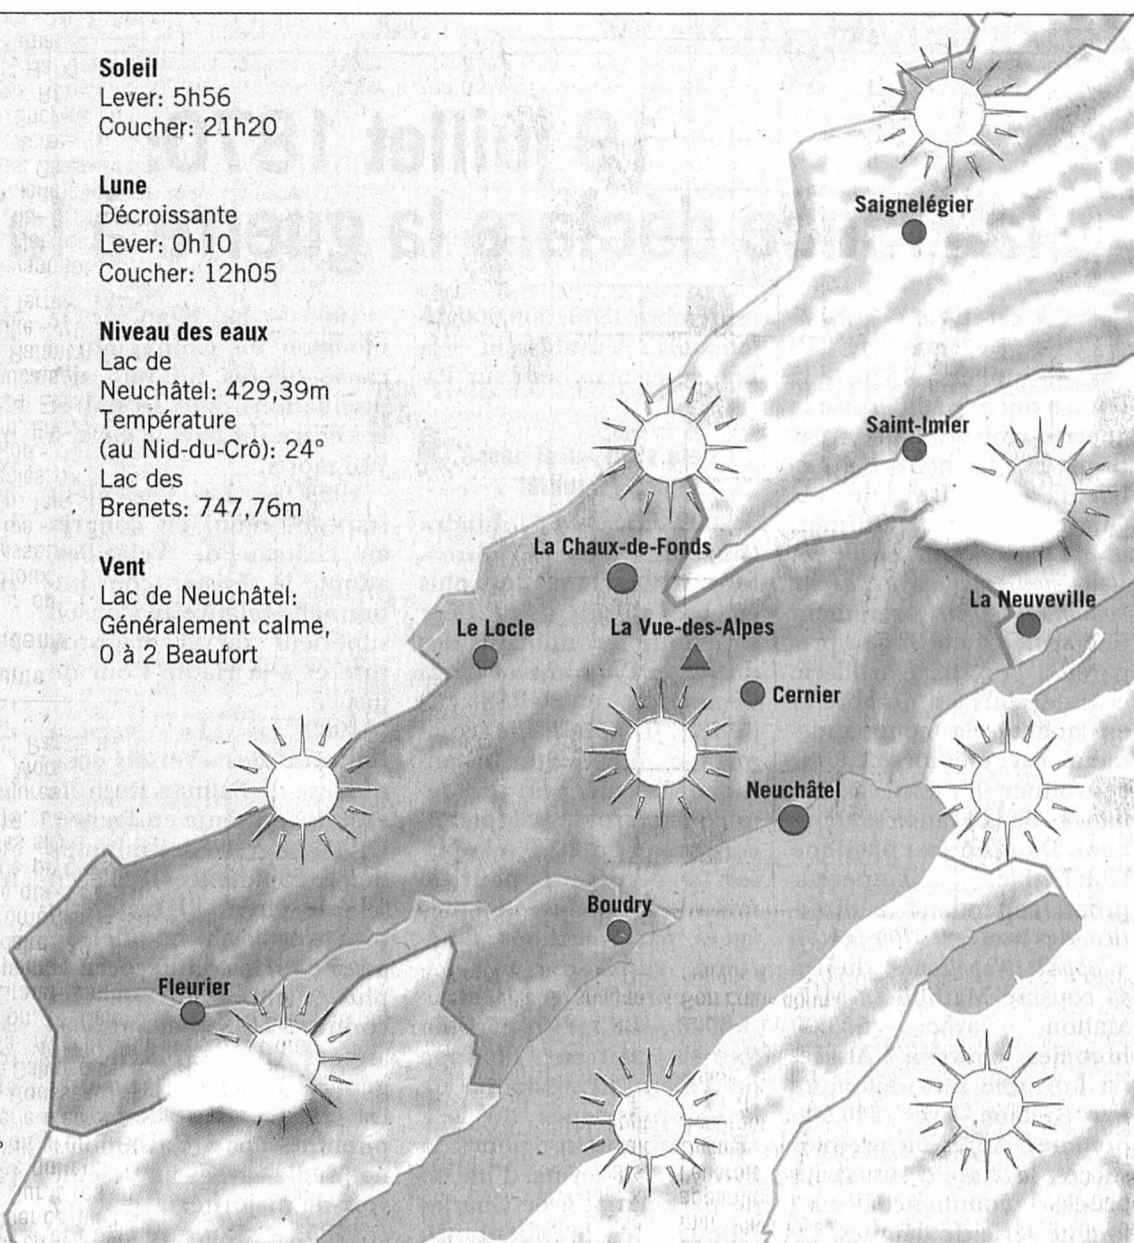 Soleil
Lever: 5h56
Coucher: 21h20
Lune
Décroissante
Lever: 0h10
Coucher: 12h05
Niveau des eaux
Lac de
Neuchâtel: 429,39m
Température
(au Nid-du-Crô): 24°
Lac des
Brenets: 747,76m
Vent
Lac de Neuchâtel:
Généralement calme,
0 à 2 Beaufort
Saignelégier
Saint-Imier
La Chaux-de-Fonds
La Neuveville
Le Locle
La Vue-des-Alpes
Cernier
Neuchâtel
Boudry
Fleurier